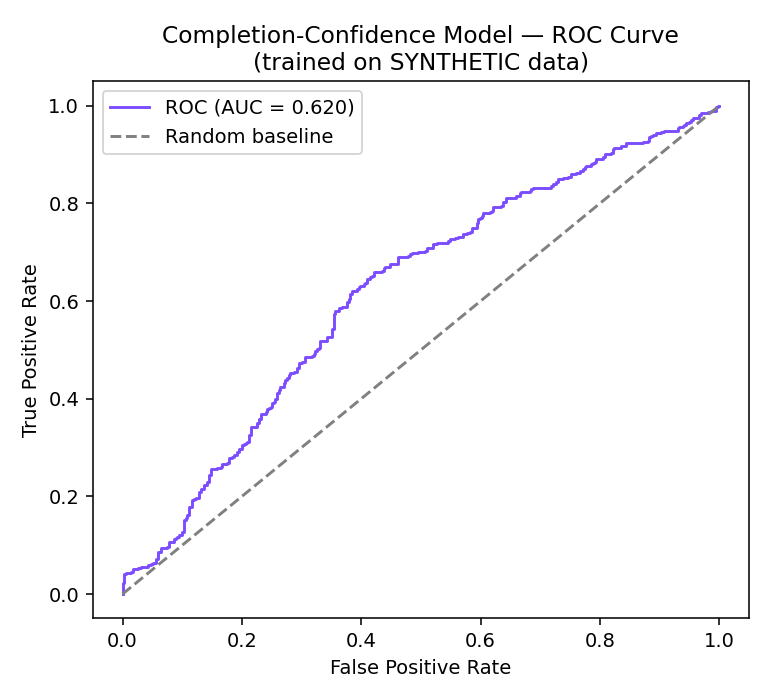 Completion-Confidence Model — ROC Curve
(trained on SYNTHETIC data)
ROC (AUC = 0.620)
Random baseline
1.0
0.8
0.6
0.4
0.2
0.0
True Positive Rate
0.0 0.2 0.4 0.6 0.8 1.0
False Positive Rate